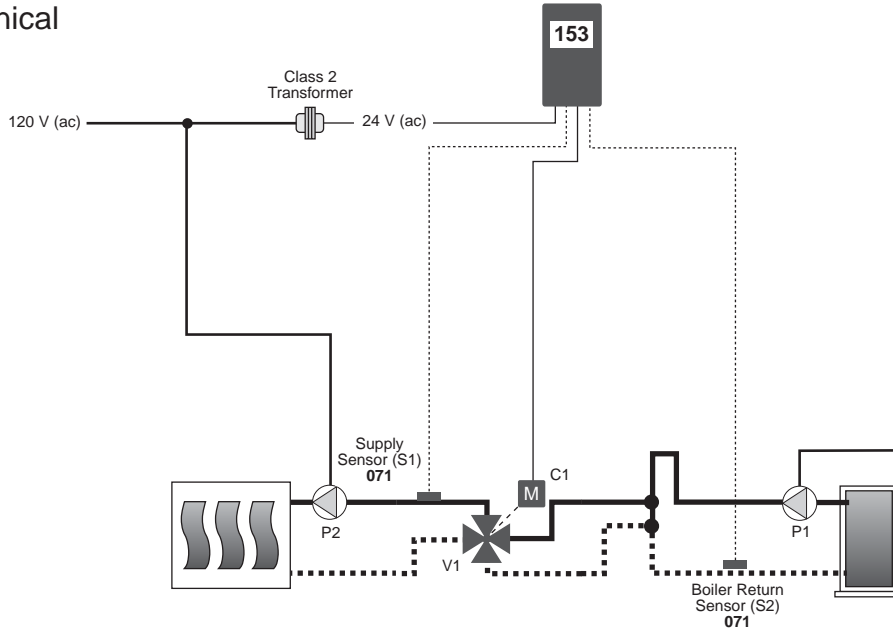 nical
153
Class 2
Transformer
120 V (ac)
24 V (ac)
Supply
Sensor (S1)
071
C1
M
P2
V1
P1
Boiler Return
Sensor (S2)
071